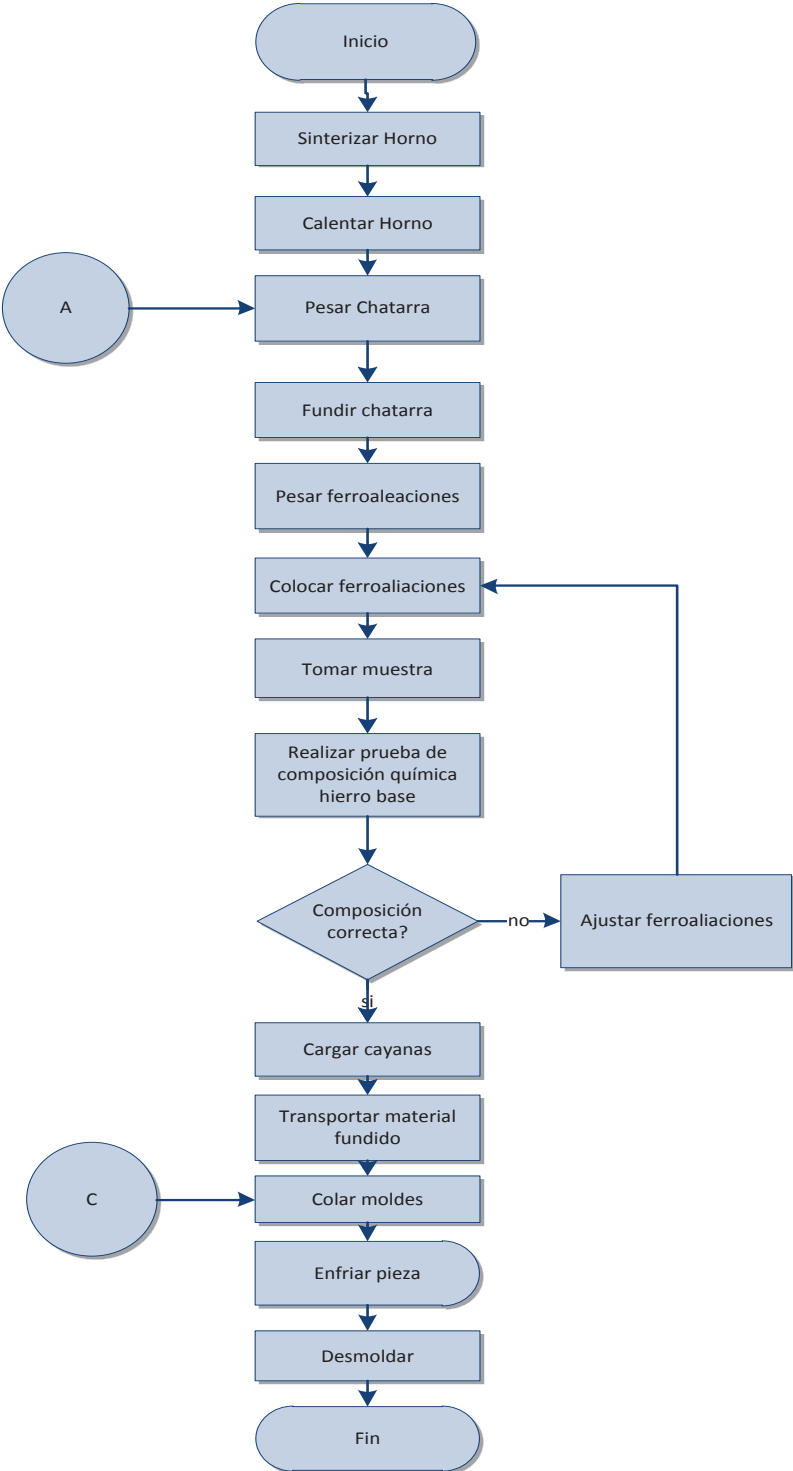 Inicio
Sinterizar Horno
Calentar Horno
A
Pesar Chatarra
Fundir chatarra
Pesar ferroaleaciones
Colocar ferroaliaciones
Tomar muestra
Realizar prueba de
composición química
hierro base
Composición
correcta?
no
Ajustar ferroaliaciones
si
Cargar cayanas
Transportar material
fundido
C
Colar moldes
Enfriar pieza
Desmoldar
Fin